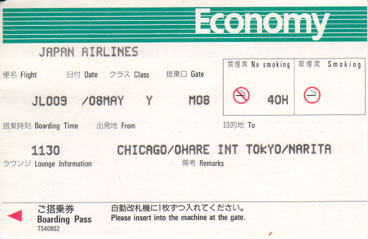 Economy
JAPAN AIRLINES
便名 Flight 日付 Date クラス Class 搭乗口 Gate 禁煙席 No smoking 喫煙席 Smoking
JL009 /08MAY Y M08 40H
搭乗時刻 Boarding Time 出発地 From 目的地 To
1130 CHICAGO/OHARE INT TOKYO/NARITA
ラウンジ Lounge Information 備考 Remarks
ご搭乗券 自動改札機に1枚ずつ入れてください。
Boarding Pass Please insert into the machine at the gate.
TS40802